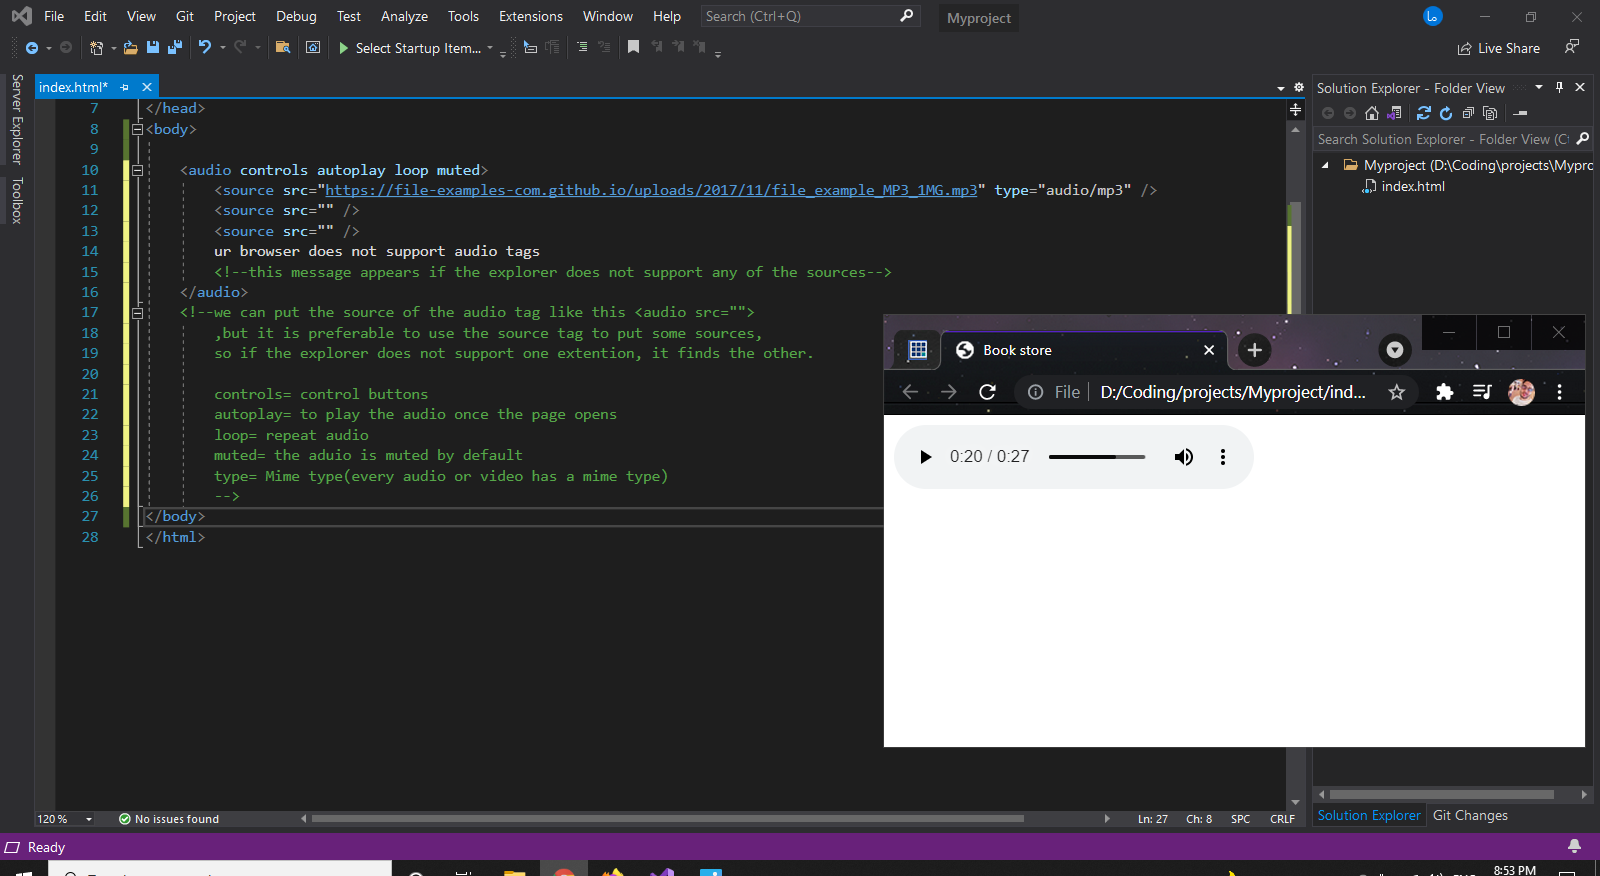 File Edit View Git Project Debug Test Analyze Tools Extensions Window Help Search (Ctrl+Q) Myproject
Select Startup Item... Live Share
Server Explorer
Toolbox
index.html*
7 </head>
8 <body>
9
10 <audio controls autoplay loop muted>
11 <source src="https://file-examples-com.github.io/uploads/2017/11/file_example_MP3_1MG.mp3" type="audio/mp3" />
12 <source src="" />
13 <source src="" />
14 ur browser does not support audio tags
15 <!--this message appears if the explorer does not support any of the sources-->
16 </audio>
17 <!--we can put the source of the audio tag like this <audio src="">
18 ,but it is preferable to use the source tag to put some sources,
19 so if the explorer does not support one extention, it finds the other.
20
21 controls= control buttons
22 autoplay= to play the audio once the page opens
23 loop= repeat audio
24 muted= the aduio is muted by default
25 type= Mime type(every audio or video has a mime type)
26 -->
27 </body>
28 </html>
Book store
File D:/Coding/projects/Myproject/ind...
0:20 / 0:27
Solution Explorer - Folder View
Search Solution Explorer - Folder View (C
Myproject (D:\Coding\projects\Mypro
index.html
Solution Explorer Git Changes
120 % No issues found Ln: 27 Ch: 8 SPC CRLF
Ready
8:53 PM